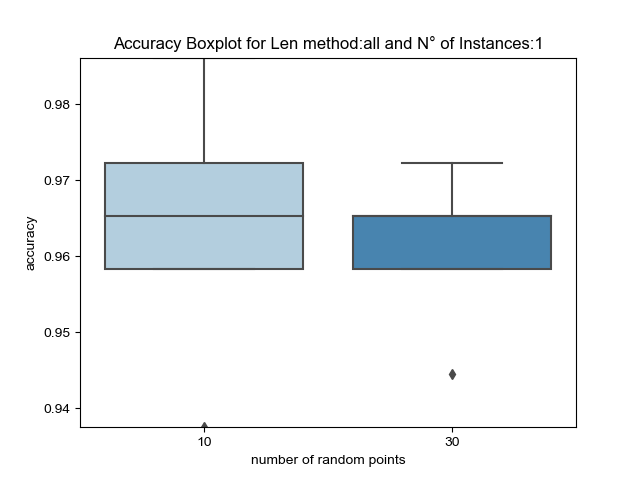 Accuracy Boxplot for Len method:all and N° of Instances:1
0.98
0.97
0.96
0.95
0.94
accuracy
10
30
number of random points